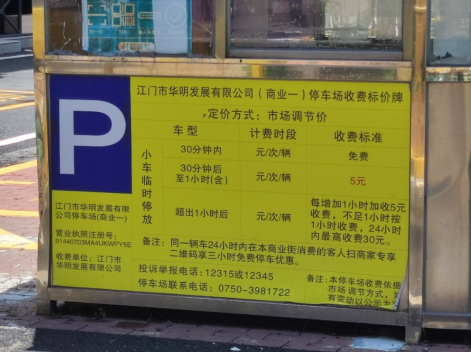 P
江门市华明发展有限公司(商业一)停车场收费标价牌
定价方式:市场调节价
车型
计费时段
收费标准
小车临时停放
30分钟内
元/次/辆
免费
30分钟后
至1小时(含)
元/次/辆
5元
超出1小时后
元/次/辆
每增加1小时加收5元
收费,不足1小时按
1小时收费,24小时
内最高收费30元。
江门市华明发展有限
公司停车场(商业一)
营业执照注册号:
收费单位:江门市
华明发展有限公司
备注:同一辆车24小时内在本商业街消费的客人扫商家专享
二维码享三小时免费停车优惠。
投诉举报电话:12315或12345
停车场联系电话:0750-3981722
备注:本停车场收费依据
市场调节方式,如
有变动以公示为